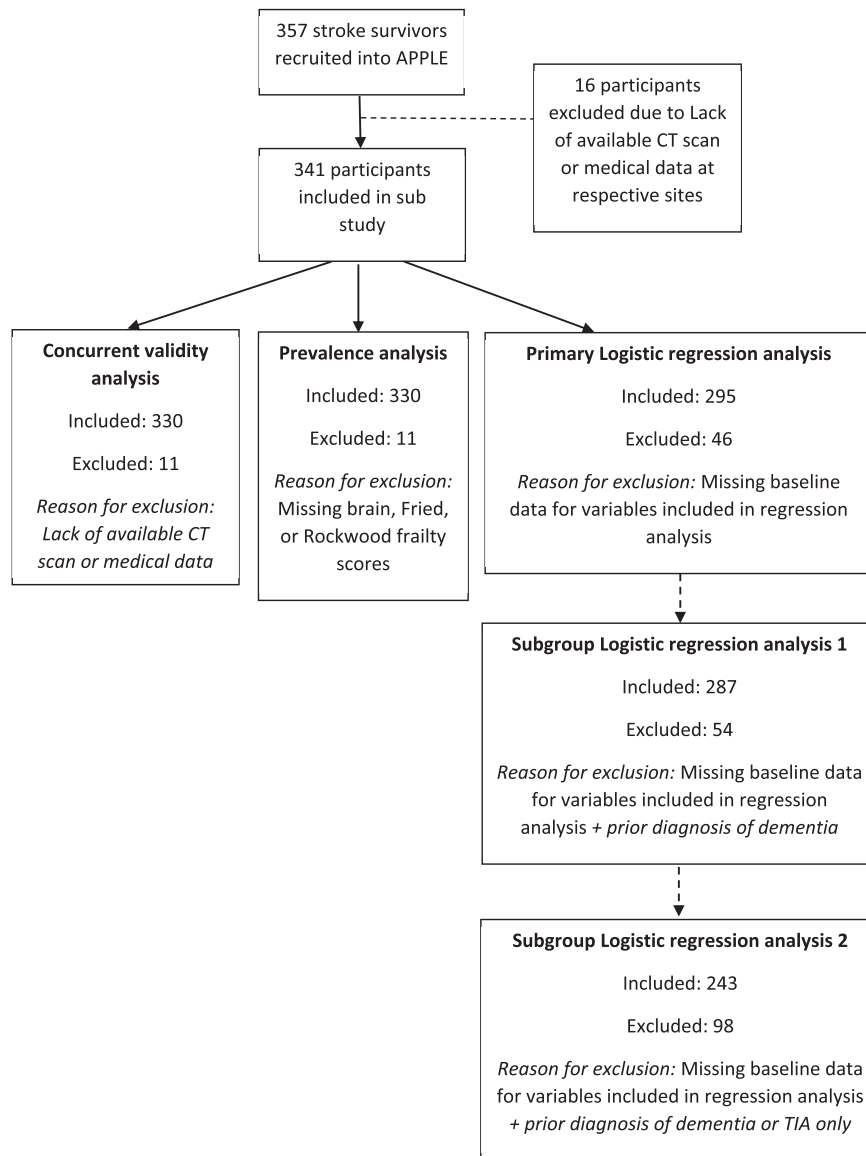 357 stroke survivors
recruited into APPLE
16 participants
excluded due to Lack
of available CT scan
or medical data at
respective sites
341 participants
included in sub
study
Concurrent validity
analysis
Included: 330
Excluded: 11
Reason for exclusion:
Lack of available CT
scan or medical data
Prevalence analysis
Included: 330
Excluded: 11
Reason for exclusion:
Missing brain, Fried,
or Rockwood frailty
scores
Primary Logistic regression analysis
Included: 295
Excluded: 46
Reason for exclusion: Missing baseline
data for variables included in regression
analysis
Subgroup Logistic regression analysis 1
Included: 287
Excluded: 54
Reason for exclusion: Missing baseline data
for variables included in regression
analysis + prior diagnosis of dementia
Subgroup Logistic regression analysis 2
Included: 243
Excluded: 98
Reason for exclusion: Missing baseline data
for variables included in regression analysis
+ prior diagnosis of dementia or TIA only